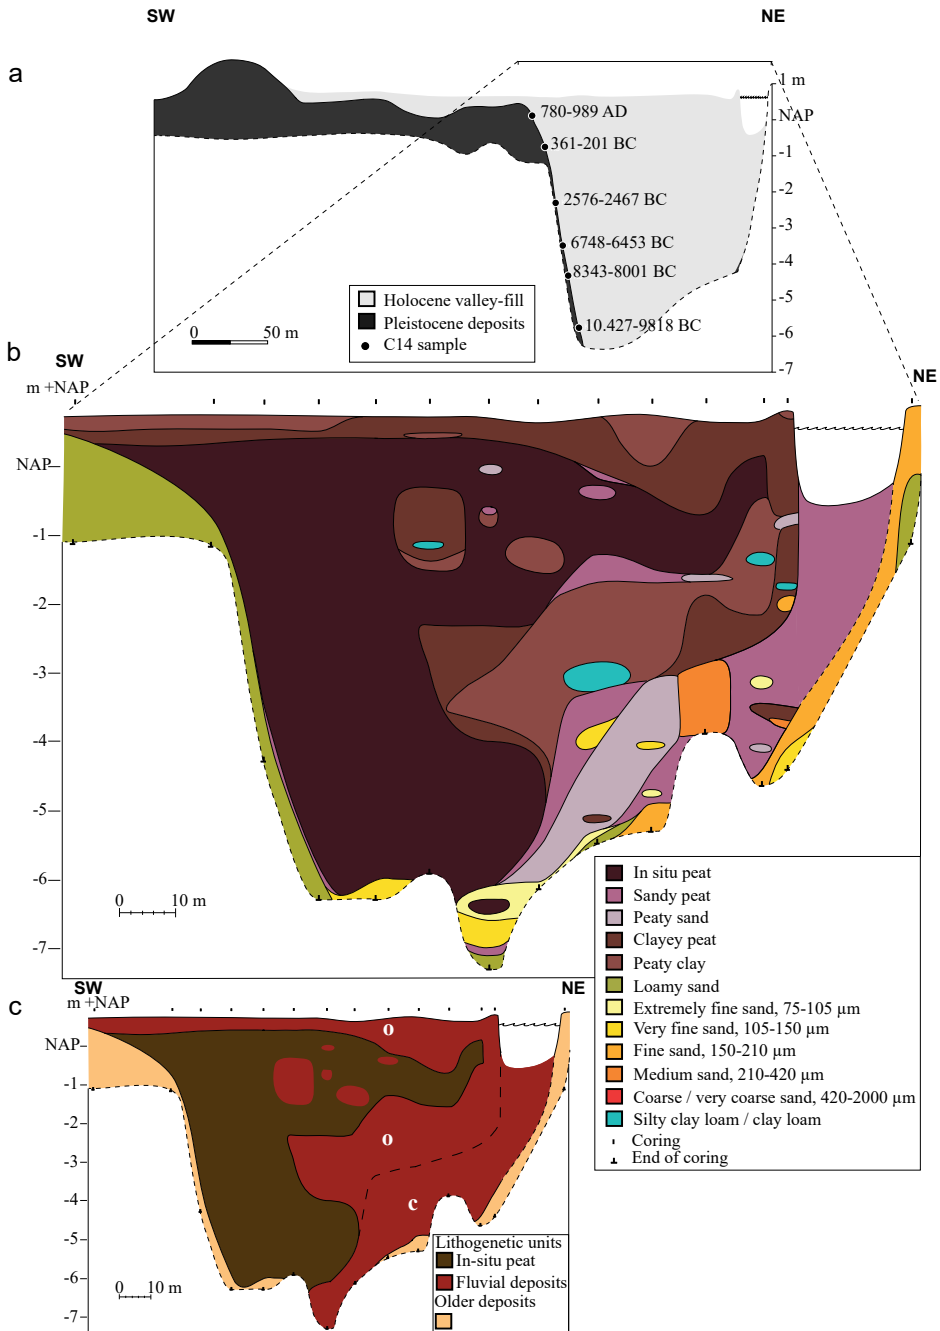 SW NE
a
1 m
NAP
-1
-2
-3
-4
-5
-6
-7
780-989 AD
361-201 BC
2576-2467 BC
6748-6453 BC
8343-8001 BC
10.427-9818 BC
Holocene valley-fill
Pleistocene deposits
C14 sample
0 50 m
b
SW NE
m +NAP
NAP
-1
-2
-3
-4
-5
-6
-7
0 10 m
In situ peat
Sandy peat
Peaty sand
Clayey peat
Peaty clay
Loamy sand
Extremely fine sand, 75-105 µm
Very fine sand, 105-150 µm
Fine sand, 150-210 µm
Medium sand, 210-420 µm
Coarse / very coarse sand, 420-2000 µm
Silty clay loam / clay loam
Coring
End of coring
SW NE
c
m +NAP
NAP
-1
-2
-3
-4
-5
-6
-7
o
o
c
0 10 m
Lithogenetic units
In-situ peat
Fluvial deposits
Older deposits